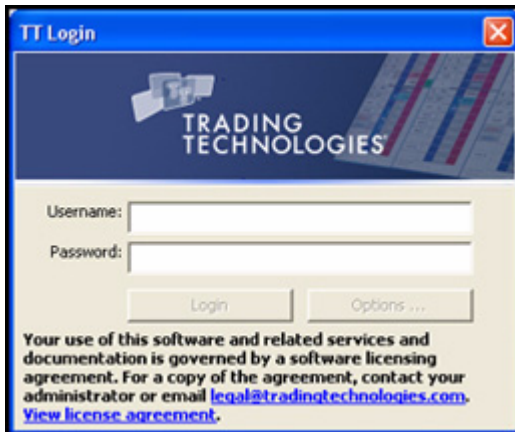 TT Login
TRADING
TECHNOLOGIES®
Username:
Password:
Login Options ...
Your use of this software and related services and
documentation is governed by a software licensing
agreement. For a copy of the agreement, contact your
administrator or email legal@tradingtechnologies.com.
View license agreement.